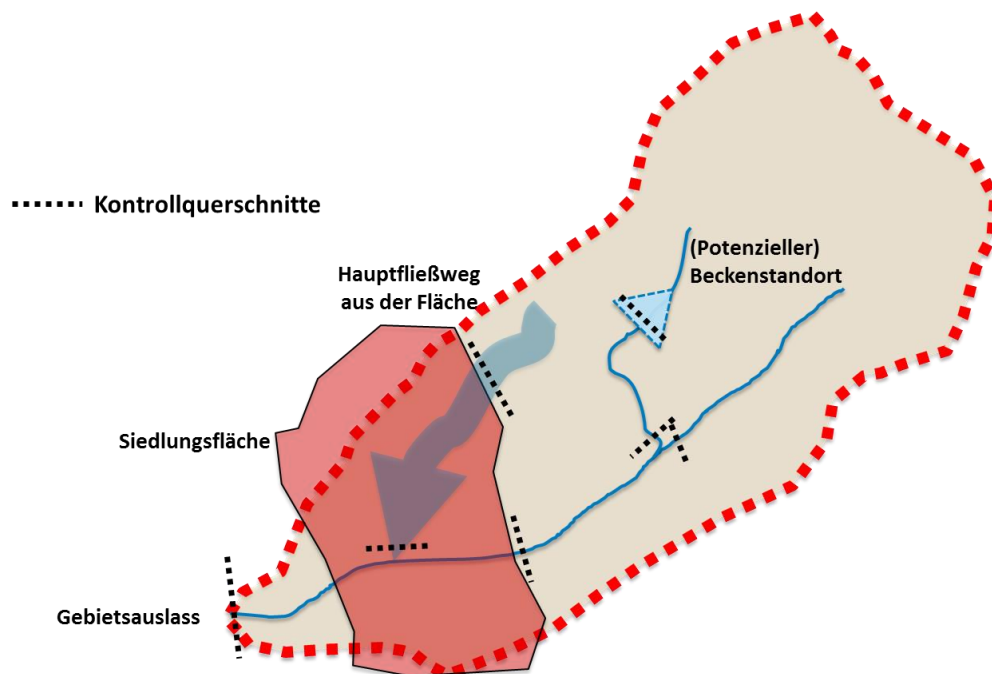 Kontrollquerschnitte
(Potenzieller)
Beckenstandort
Hauptfließweg
aus der Fläche
Siedlungsfläche
Gebietsauslass